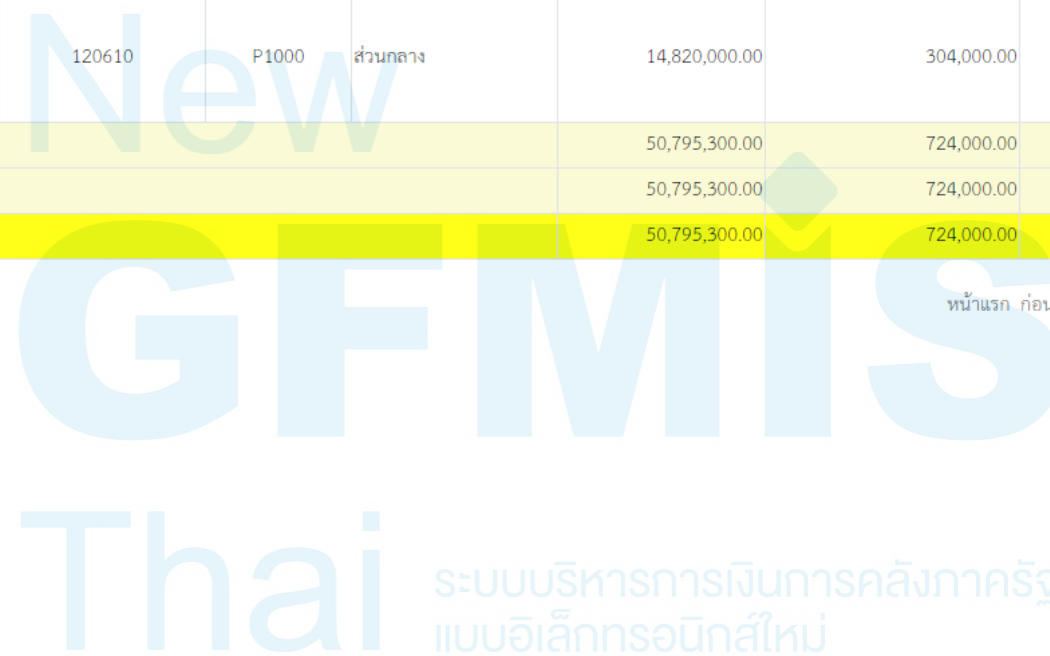 120610 P1000 ส่วนกลาง 14,820,000.00 304,000.00
50,795,300.00 724,000.00
50,795,300.00 724,000.00
50,795,300.00 724,000.00
หน้าแรก ก่อน
New
GFMiS
Thai
ระบบบริหารการเงินการคลังภาครัฐ
แบบอิเล็กทรอนิกส์ใหม่